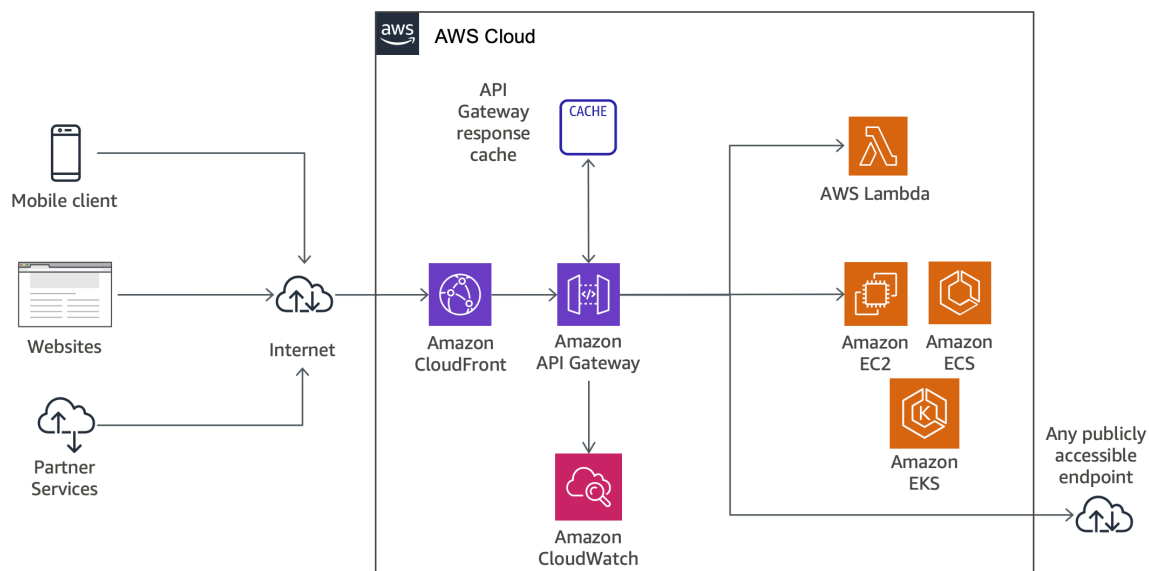 aws
AWS Cloud
API
Gateway
response
cache
CACHE
Mobile client
AWS Lambda
Websites
Internet
Amazon
CloudFront
Amazon
API Gateway
Amazon
EC2
Amazon
ECS
K
Amazon
EKS
Partner
Services
Any publicly
accessible
endpoint
Amazon
CloudWatch